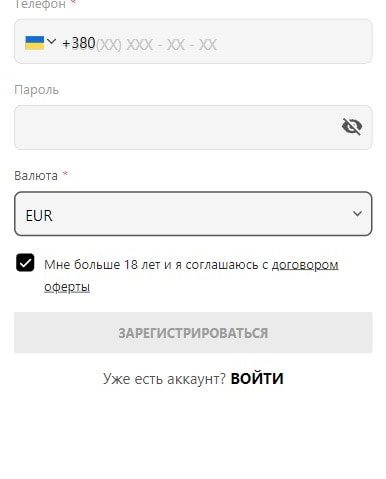 Телефон *
+380(XX) XXX - XX - XX
Пароль
Валюта *
EUR
Мне больше 18 лет и я соглашаюсь с договором
оферты
ЗАРЕГИСТРИРОВАТЬСЯ
Уже есть аккаунт? ВОЙТИ